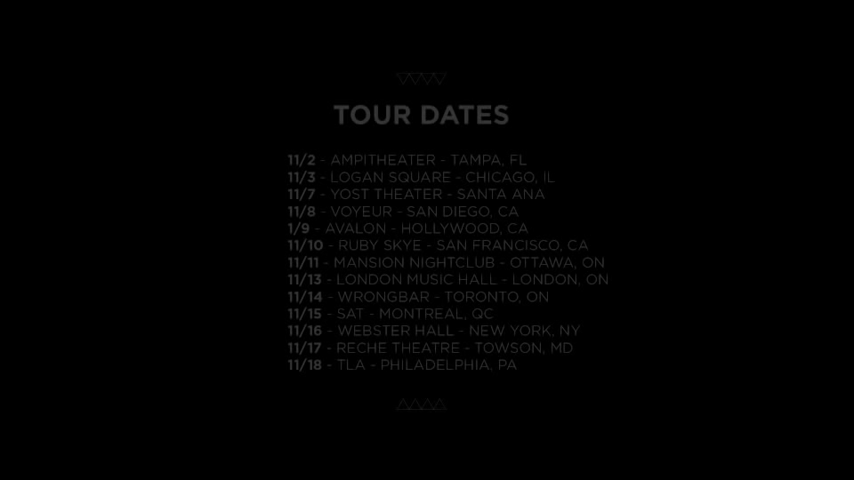 TOUR DATES
11/2 - AMPITHEATER - TAMPA, FL
11/3 - LOGAN SQUARE - CHICAGO, IL
11/7 - YOST THEATER - SANTA ANA
11/8 - VOYEUR - SAN DIEGO, CA
1/9 - AVALON - HOLLYWOOD, CA
11/10 - RUBY SKYE - SAN FRANCISCO, CA
11/11 - MANSION NIGHTCLUB - OTTAWA, ON
11/13 - LONDON MUSIC HALL - LONDON, ON
11/14 - WRONGBAR - TORONTO, ON
11/15 - SAT - MONTREAL, QC
11/16 - WEBSTER HALL - NEW YORK, NY
11/17 - RECHE THEATRE - TOWSON, MD
11/18 - TLA - PHILADELPHIA, PA